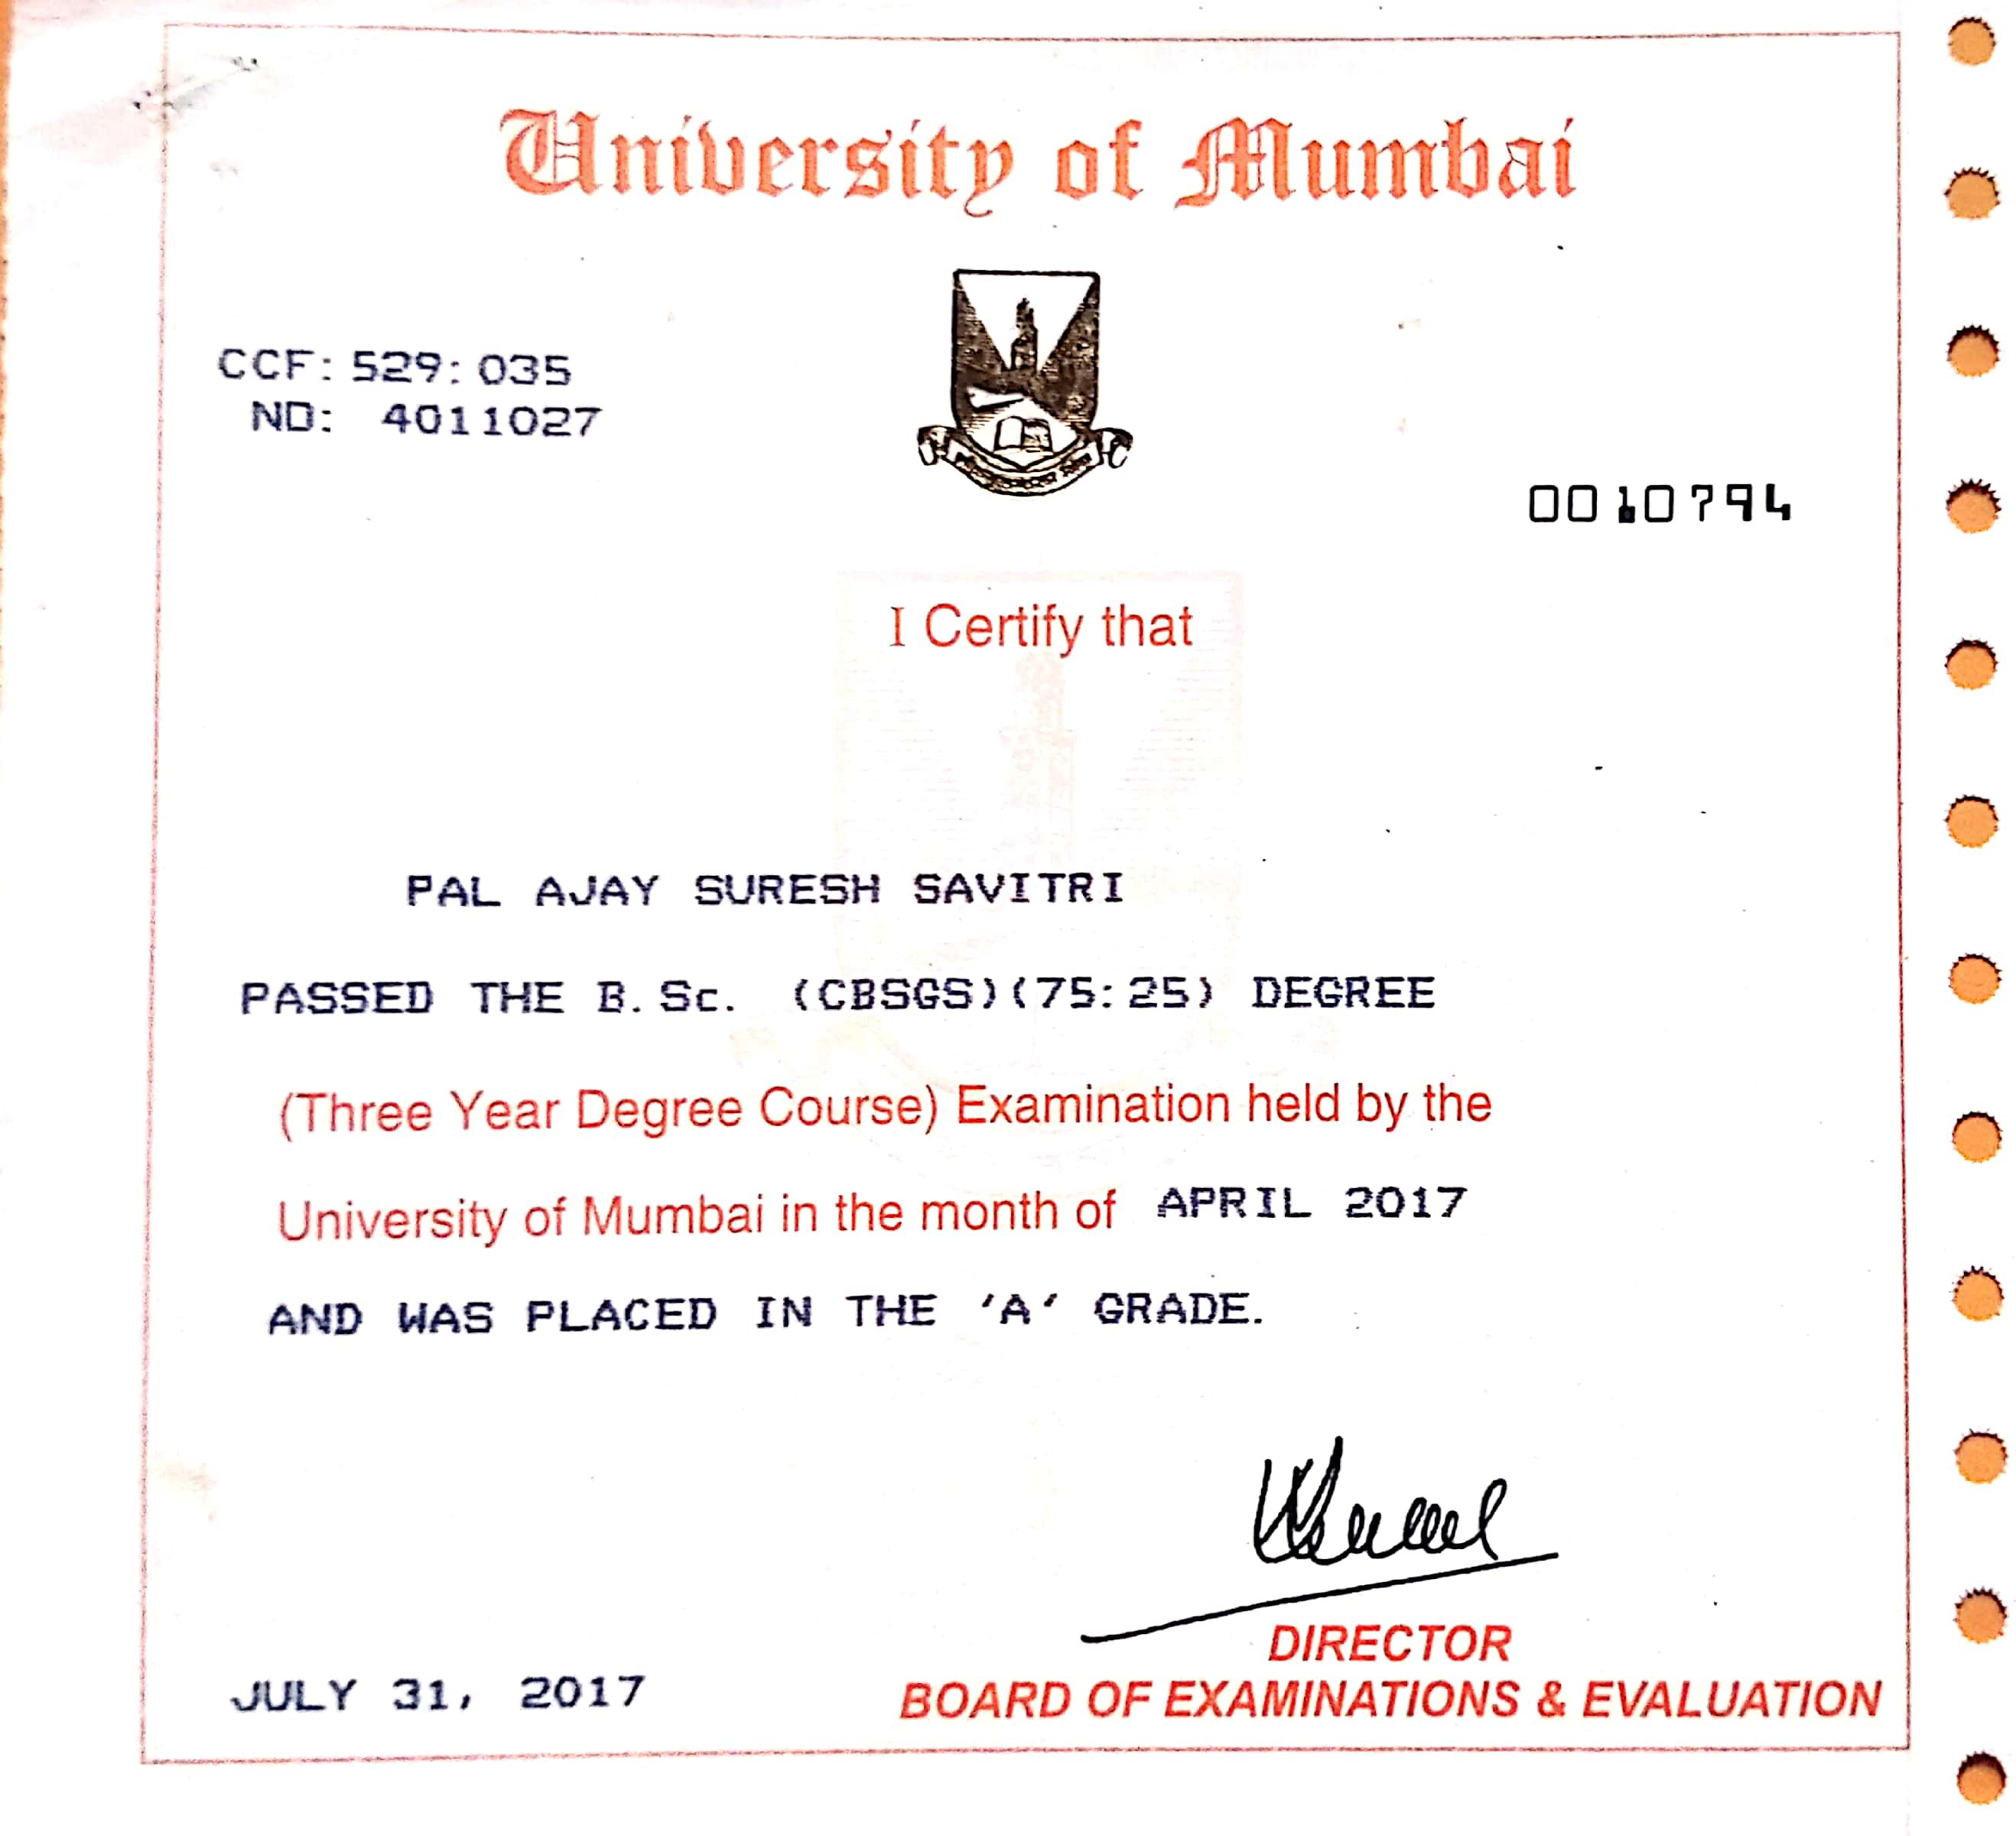 University of Mumbai
CCF: 529: 035
NO: 4011027
0010794
I Certify that
PAL AJAY SURESH SAVITRI
PASSED THE B. Sc. (CBSGS)(75:25) DEGREE
(Three Year Degree Course) Examination held by the
University of Mumbai in the month of APRIL 2017
AND WAS PLACED IN THE 'A' GRADE.
DIRECTOR
JULY 31, 2017 BOARD OF EXAMINATIONS & EVALUATION